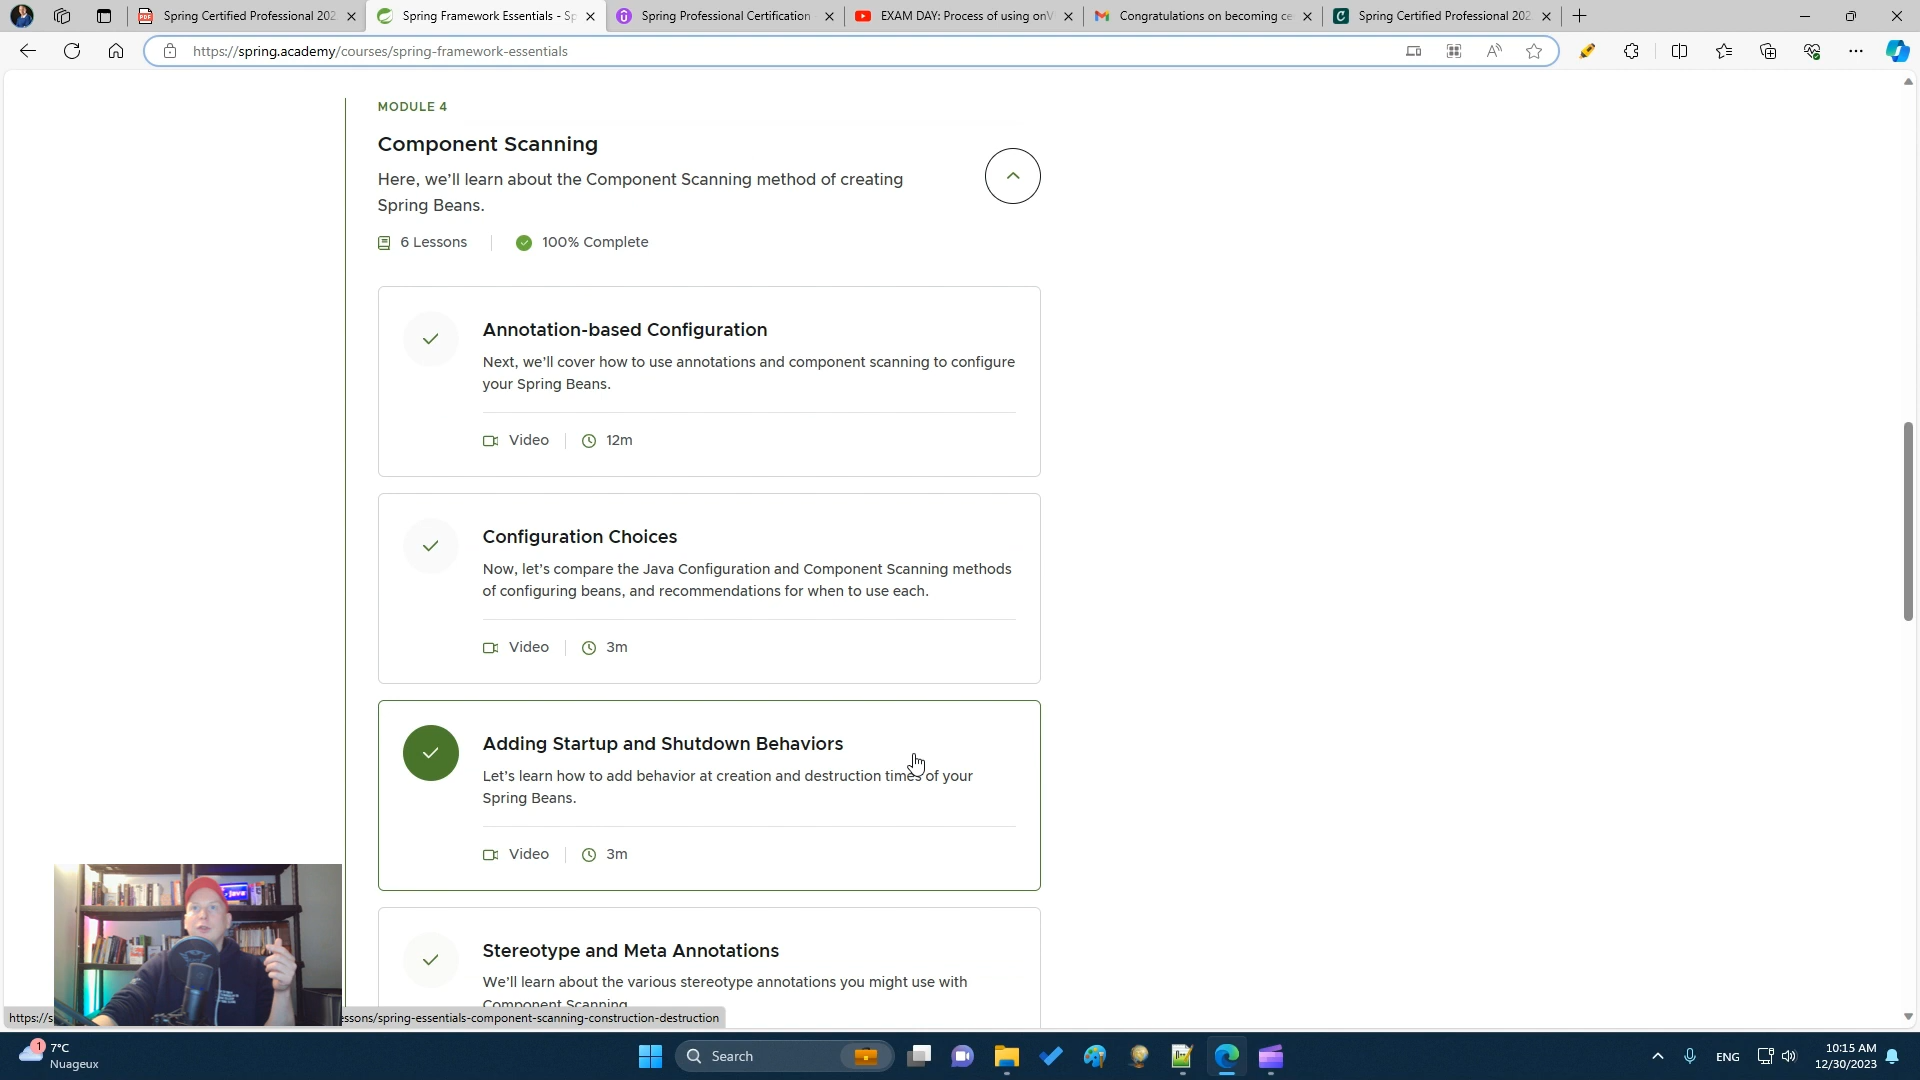 Spring Certified Professional 202
Spring Framework Essentials - Sp
Spring Professional Certification
EXAM DAY: Process of using onV
Congratulations on becoming ce
Spring Certified Professional 202
https://spring.academy/courses/spring-framework-essentials
MODULE 4
Component Scanning
Here, we'll learn about the Component Scanning method of creating
Spring Beans.
6 Lessons
100% Complete
Annotation-based Configuration
Next, we'll cover how to use annotations and component scanning to configure
your Spring Beans.
Video
12m
Configuration Choices
Now, let's compare the Java Configuration and Component Scanning methods
of configuring beans, and recommendations for when to use each.
Video
3m
Adding Startup and Shutdown Behaviors
Let's learn how to add behavior at creation and destruction times of your
Spring Beans.
Video
3m
Stereotype and Meta Annotations
We'll learn about the various stereotype annotations you might use with
Component Scanning
https://s
essons/spring-essentials-component-scanning-construction-destruction
1
7°C
Nuageux
Search
ENG
10:15 AM
12/30/2023